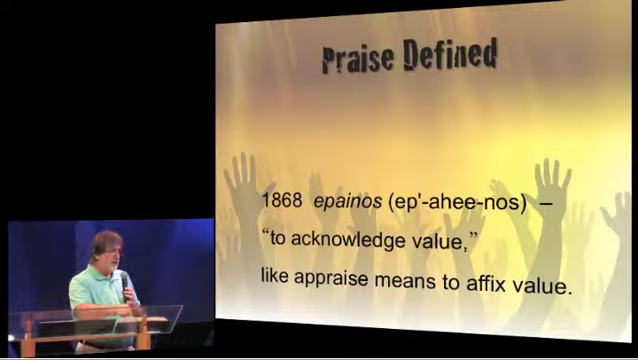 Praise Defined
1868 epainos (ep'-ahee-nos) –
“to acknowledge value,”
like appraise means to affix value.